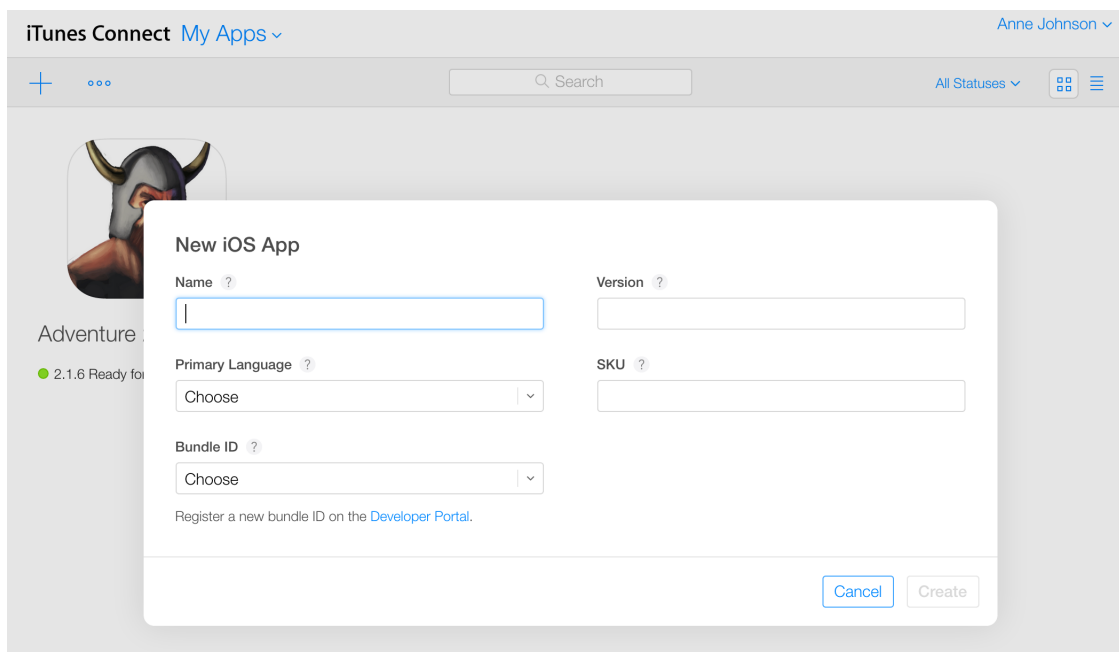 iTunes Connect My Apps
Anne Johnson
Search
All Statuses
New iOS App
Name ?
Version ?
Adventure
Primary Language ?
SKU ?
2.1.6 Ready for
Choose
Bundle ID ?
Choose
Register a new bundle ID on the Developer Portal.
Cancel Create